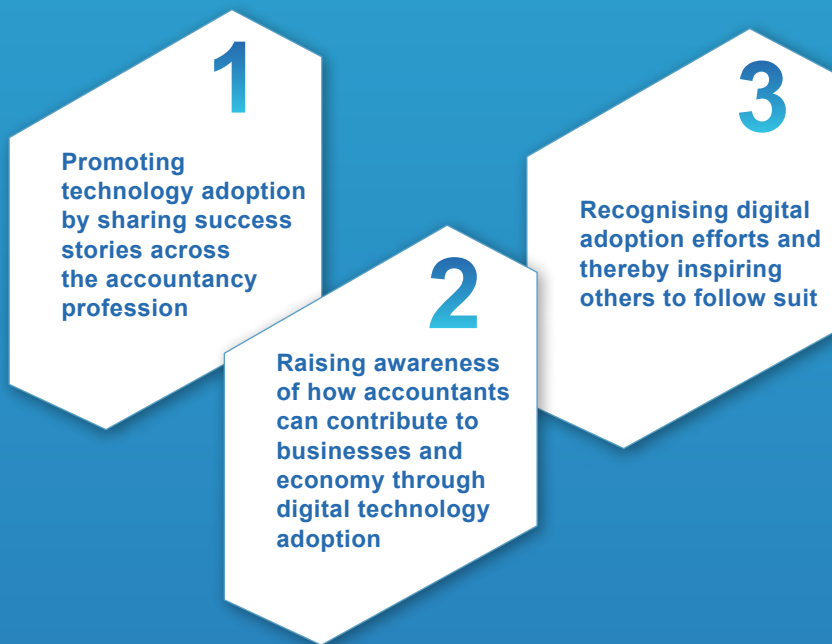 1
Promoting
technology adoption
by sharing success
stories across
the accountancy
profession
2
Raising awareness
of how accountants
can contribute to
businesses and
economy through
digital technology
adoption
3
Recognising digital
adoption efforts and
thereby inspiring
others to follow suit